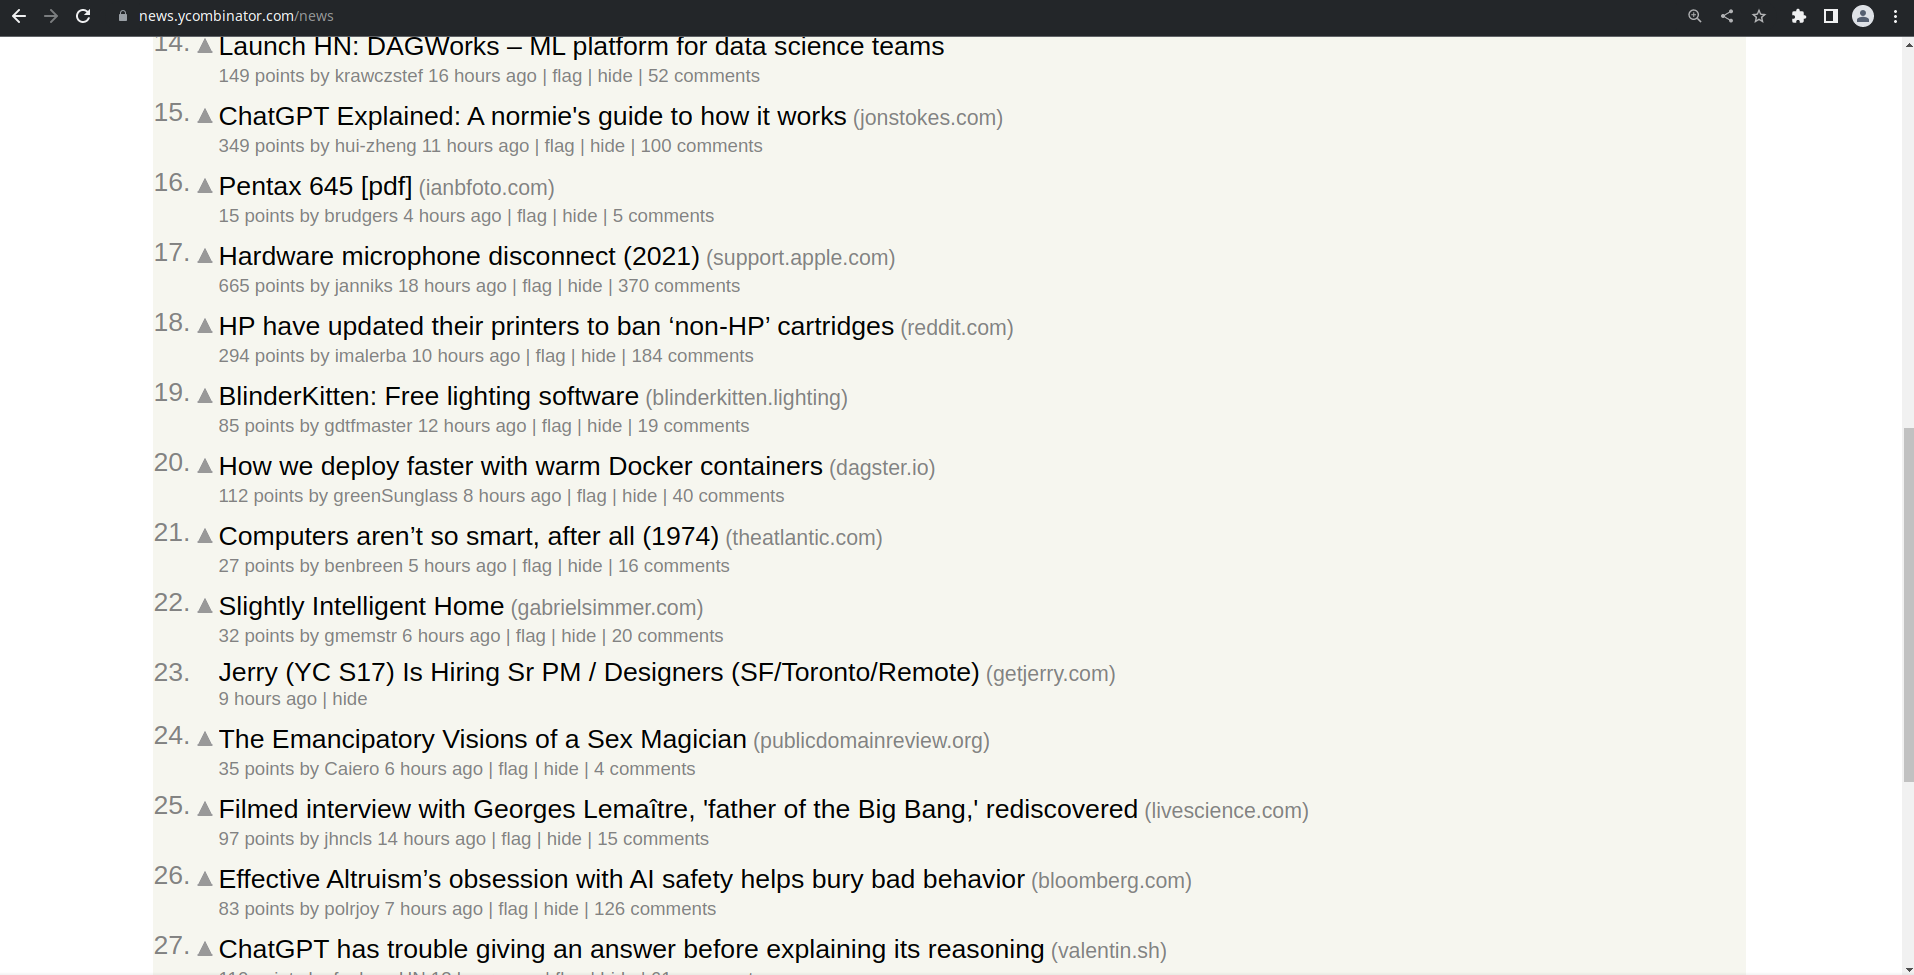 news.ycombinator.com/news
14. Launch HN: DAGWorks – ML platform for data science teams
149 points by krawczstef 16 hours ago | flag | hide | 52 comments
15. ChatGPT Explained: A normie's guide to how it works (jonstokes.com)
349 points by hui-zheng 11 hours ago | flag | hide | 100 comments
16. Pentax 645 [pdf] (ianbfoto.com)
15 points by brudgers 4 hours ago | flag | hide | 5 comments
17. Hardware microphone disconnect (2021) (support.apple.com)
665 points by janniks 18 hours ago | flag | hide | 370 comments
18. HP have updated their printers to ban ‘non-HP’ cartridges (reddit.com)
294 points by imalerba 10 hours ago | flag | hide | 184 comments
19. BlinderKitten: Free lighting software (blinderkitten.lighting)
85 points by gdtfmaster 12 hours ago | flag | hide | 19 comments
20. How we deploy faster with warm Docker containers (dagster.io)
112 points by greenSunglass 8 hours ago | flag | hide | 40 comments
21. Computers aren’t so smart, after all (1974) (theatlantic.com)
27 points by benbreen 5 hours ago | flag | hide | 16 comments
22. Slightly Intelligent Home (gabrielsimmer.com)
32 points by gmemstr 6 hours ago | flag | hide | 20 comments
23. Jerry (YC S17) Is Hiring Sr PM / Designers (SF/Toronto/Remote) (getjerry.com)
9 hours ago | hide
24. The Emancipatory Visions of a Sex Magician (publicdomainreview.org)
35 points by Caiero 6 hours ago | flag | hide | 4 comments
25. Filmed interview with Georges Lemaître, 'father of the Big Bang,' rediscovered (livescience.com)
97 points by jhncls 14 hours ago | flag | hide | 15 comments
26. Effective Altruism’s obsession with AI safety helps bury bad behavior (bloomberg.com)
83 points by polrjoy 7 hours ago | flag | hide | 126 comments
27. ChatGPT has trouble giving an answer before explaining its reasoning (valentin.sh)